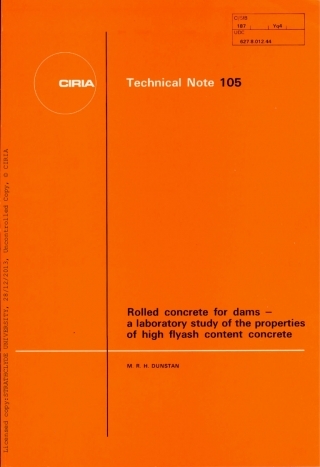 CI/SfB
187 Yq4
UDC
627·8·012·44
CIRIA
Technical Note 105
Rolled concrete for dams –
a laboratory study of the properties
of high flyash content concrete
M. R. H. DUNSTAN
Licensed copy:STRATHCLYDE UNIVERSITY, 28/12/2013, Uncontrolled Copy, © CIRIA